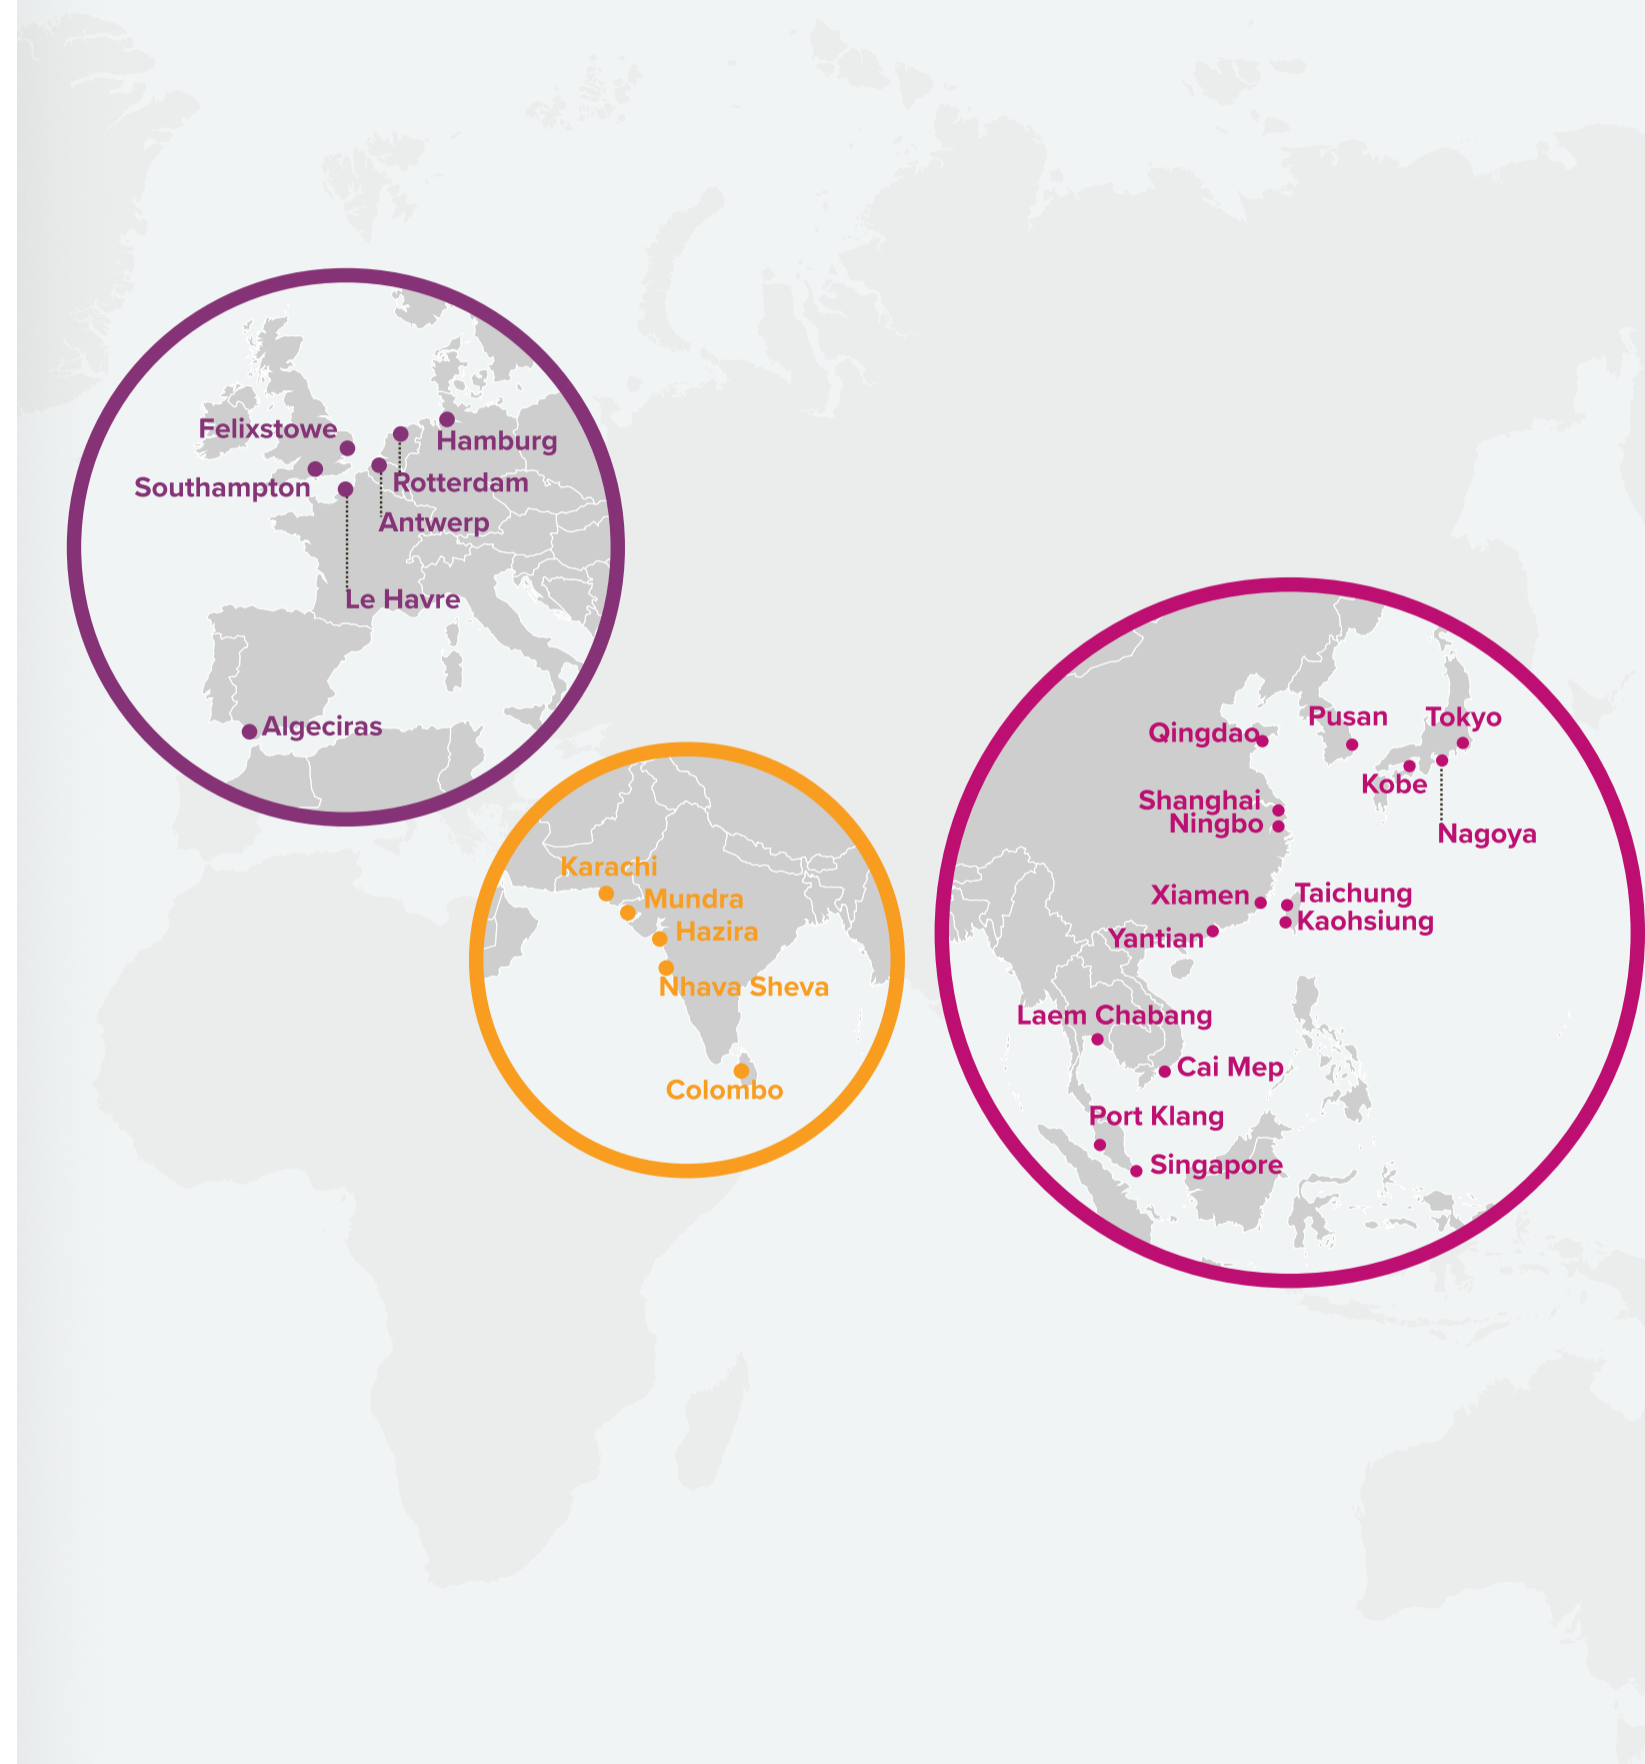 Felixstowe
Hamburg
Southampton
Rotterdam
Antwerp
Le Havre
Algeciras
Karachi
Mundra
Hazira
Nhava Sheva
Colombo
Qingdao
Pusan
Tokyo
Kobe
Shanghai
Ningbo
Nagoya
Xiamen
Taichung
Kaohsiung
Yantian
Laem Chabang
Cai Mep
Port Klang
Singapore